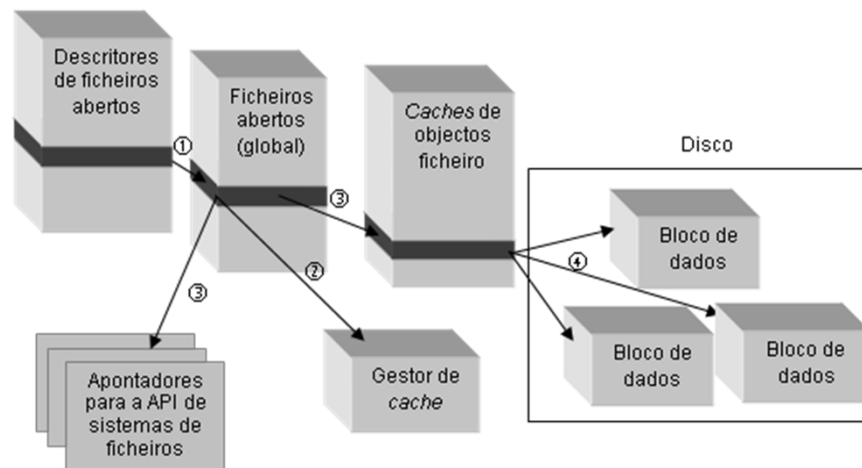 Descritores
de ficheiros
abertos
Ficheiros
abertos
(global)
Caches de
objectos
ficheiro
Disco
①
②
③
③
④
Bloco de
dados
Bloco de
dados
Bloco de
dados
Apontadores
para a API de
sistemas de
ficheiros
Gestor de
cache